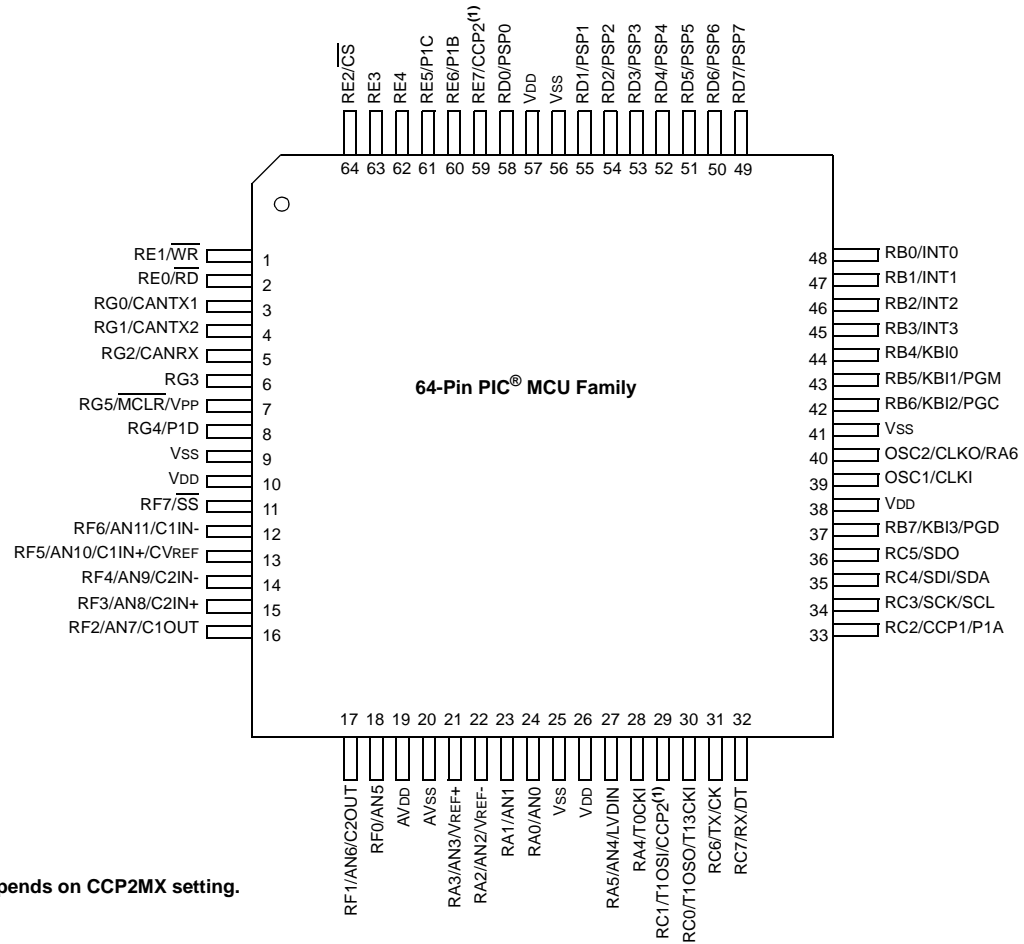 RE2/CS
RE3
RE4
RE5/P1C
RE6/P1B
RE7/CCP2(1)
RD0/PSP0
VDD
VSS
RD1/PSP1
RD2/PSP2
RD3/PSP3
RD4/PSP4
RD5/PSP5
RD6/PSP6
RD7/PSP7
64 63 62 61 60 59 58 57 56 55 54 53 52 51 50 49
RE1/WR 1
RE0/RD 2
RG0/CANTX1 3
RG1/CANTX2 4
RG2/CANRX 5
RG3 6
RG5/MCLR/VPP 7
RG4/P1D 8
VSS 9
VDD 10
RF7/SS 11
RF6/AN11/C1IN- 12
RF5/AN10/C1IN+/CVREF 13
RF4/AN9/C2IN- 14
RF3/AN8/C2IN+ 15
RF2/AN7/C1OUT 16
64-Pin PIC® MCU Family
48 RB0/INT0
47 RB1/INT1
46 RB2/INT2
45 RB3/INT3
44 RB4/KBI0
43 RB5/KBI1/PGM
42 RB6/KBI2/PGC
41 VSS
40 OSC2/CLKO/RA6
39 OSC1/CLKI
38 VDD
37 RB7/KBI3/PGD
36 RC5/SDO
35 RC4/SDI/SDA
34 RC3/SCK/SCL
33 RC2/CCP1/P1A
17 18 19 20 21 22 23 24 25 26 27 28 29 30 31 32
RF1/AN6/C2OUT
RF0/AN5
AVDD
AVSS
RA3/AN3/VREF+
RA2/AN2/VREF-
RA1/AN1
RA0/AN0
VSS
VDD
RA5/AN4/LVDIN
RA4/T0CKI
RC1/T1OSI/CCP2(1)
RC0/T1OSO/T13CKI
RC6/TX/CK
RC7/RX/DT
pends on CCP2MX setting.